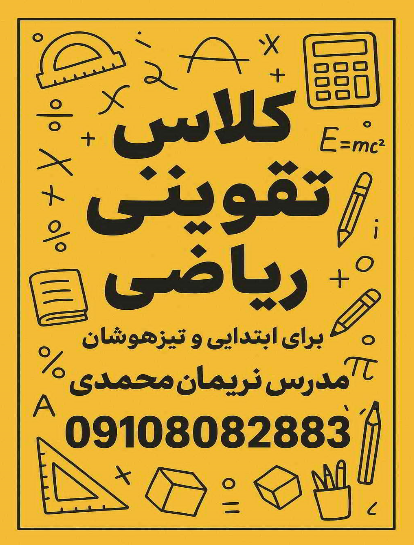 کلاس
تقوینی
ریاضی
برای ابتدایی و تیزهوشان
مدرس نریمان محمدی
09108082883
E=mc²